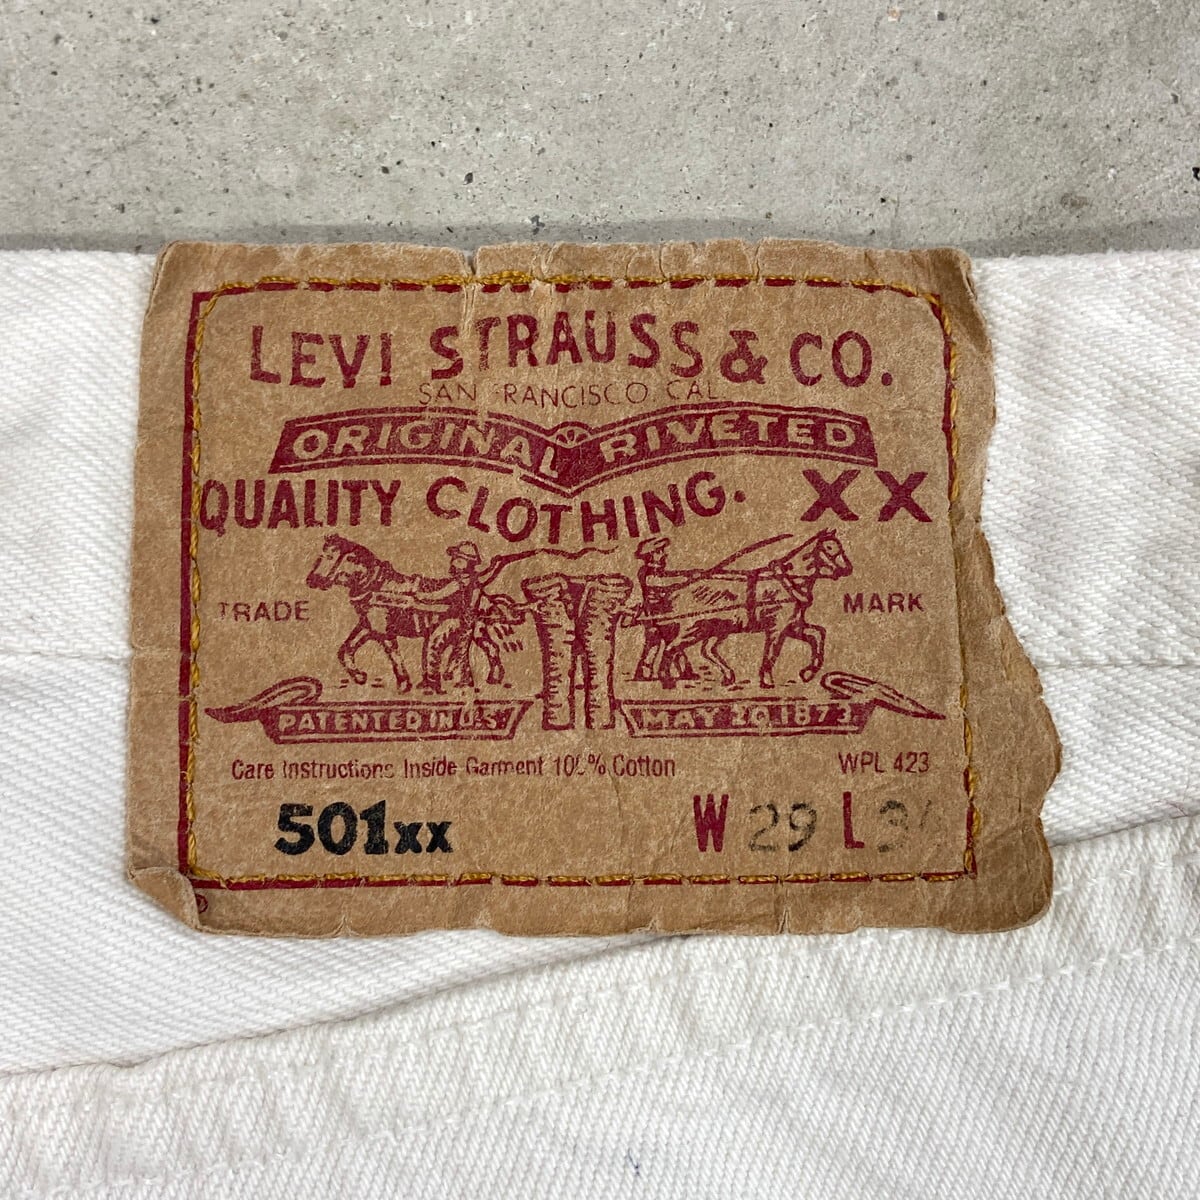 LEVI STRAUSS & CO.
SAN FRANCISCO CAL
ORIGINAL RIVETED
QUALITY CLOTHING. XX
TRADE MARK
PATENTED IN U.S. MAY 20, 1873
Care Instructions Inside Garment 100% Cotton WPL 423
501xx W 29 L
®